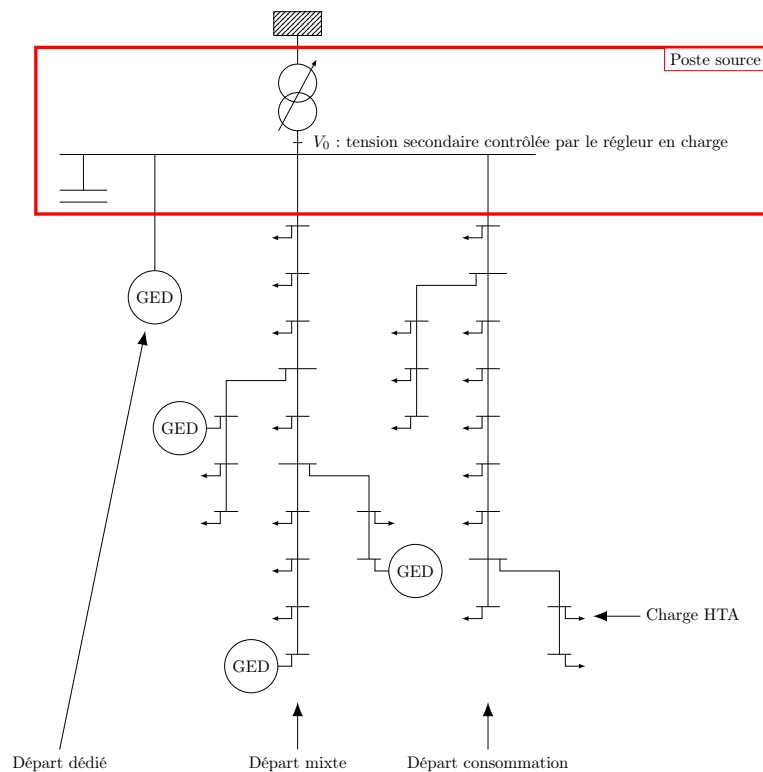 Poste source
V₀ : tension secondaire contrôlée par le régleur en charge
GED
GED
GED
Charge HTA
GED
Départ dédié
Départ mixte
Départ consommation